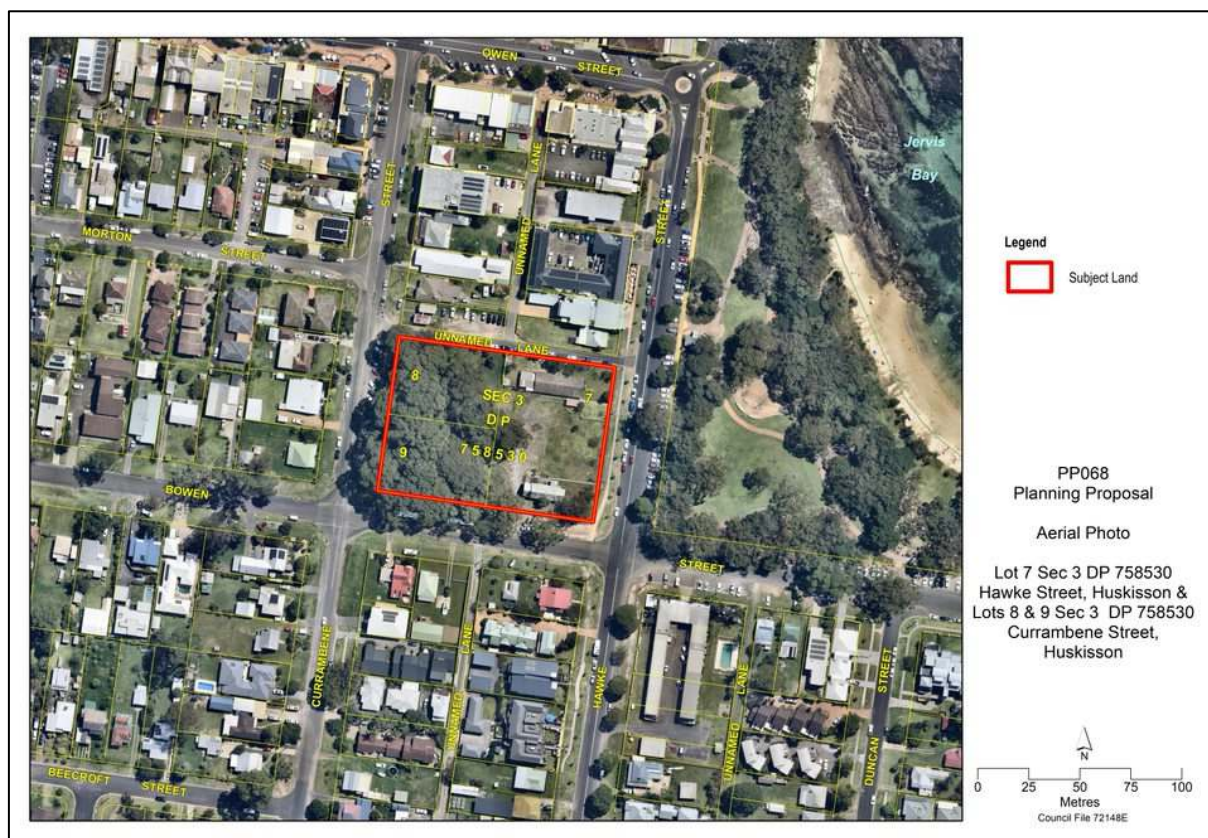 OWEN
STREET
Jervis
Bay
LANE
STREET
UNNAMED
STREET
MORTON
STREET
UNNAMED
LANE
8
SEC 3
7
D P
9
7 5 8 5 3 0
BOWEN
STREET
CURRAMBENE
LANE
UNNAMED
HAWKE
LANE
UNNAMED
STREET
DUNCAN
BEECROFT
STREET
Legend
Subject Land
PP068
Planning Proposal
Aerial Photo
Lot 7 Sec 3 DP 758530
Hawke Street, Huskisson &
Lots 8 & 9 Sec 3 DP 758530
Currambene Street,
Huskisson
N
0 25 50 75 100
Metres
Council File 72148E